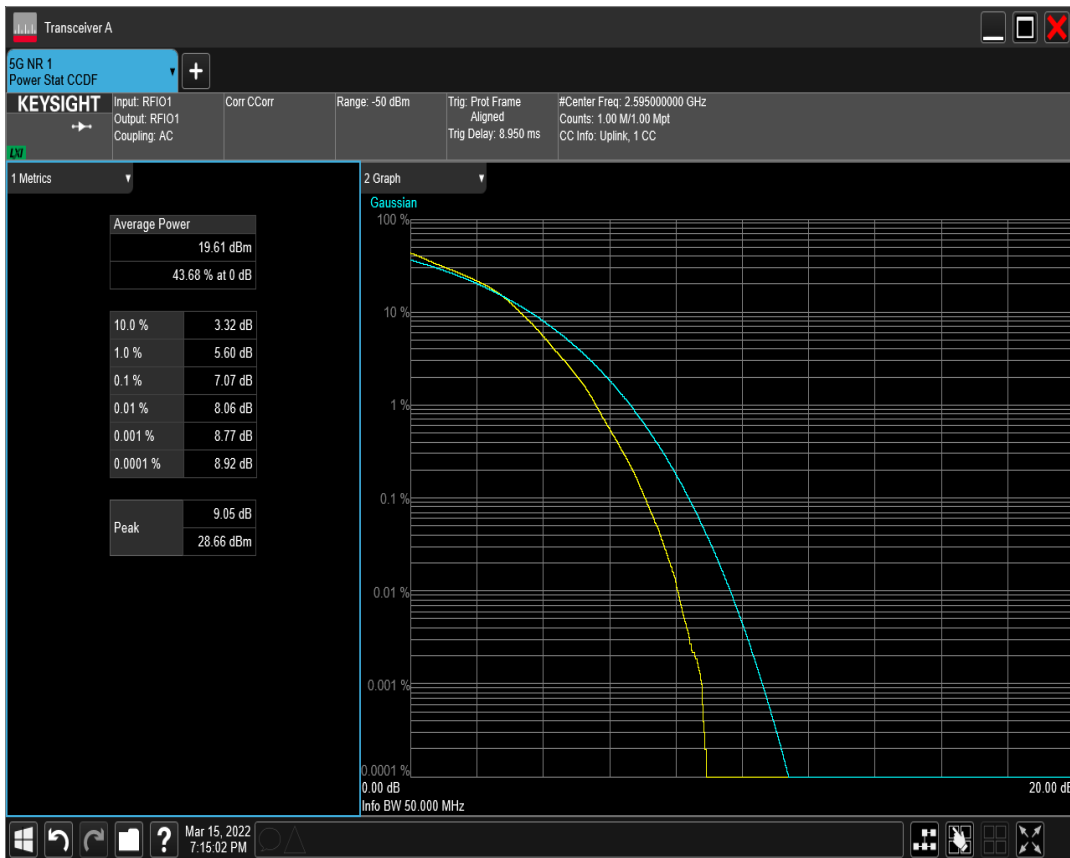 Transceiver A
5G NR 1
Power Stat CCDF
KEYSIGHT
LXI
Input: RFIO1
Output: RFIO1
Coupling: AC
Corr CCorr
Range: -50 dBm
Trig: Prot Frame
Aligned
Trig Delay: 8.950 ms
#Center Freq: 2.595000000 GHz
Counts: 1.00 M/1.00 Mpt
CC Info: Uplink, 1 CC
1 Metrics
Average Power
19.61 dBm
43.68 % at 0 dB
10.0 % 3.32 dB
1.0 % 5.60 dB
0.1 % 7.07 dB
0.01 % 8.06 dB
0.001 % 8.77 dB
0.0001 % 8.92 dB
Peak
9.05 dB
28.66 dBm
2 Graph
Gaussian
100 %
10 %
1 %
0.1 %
0.01 %
0.001 %
0.0001 %
0.00 dB 20.00 dB
Info BW 50.000 MHz
?
Mar 15, 2022
7:15:02 PM